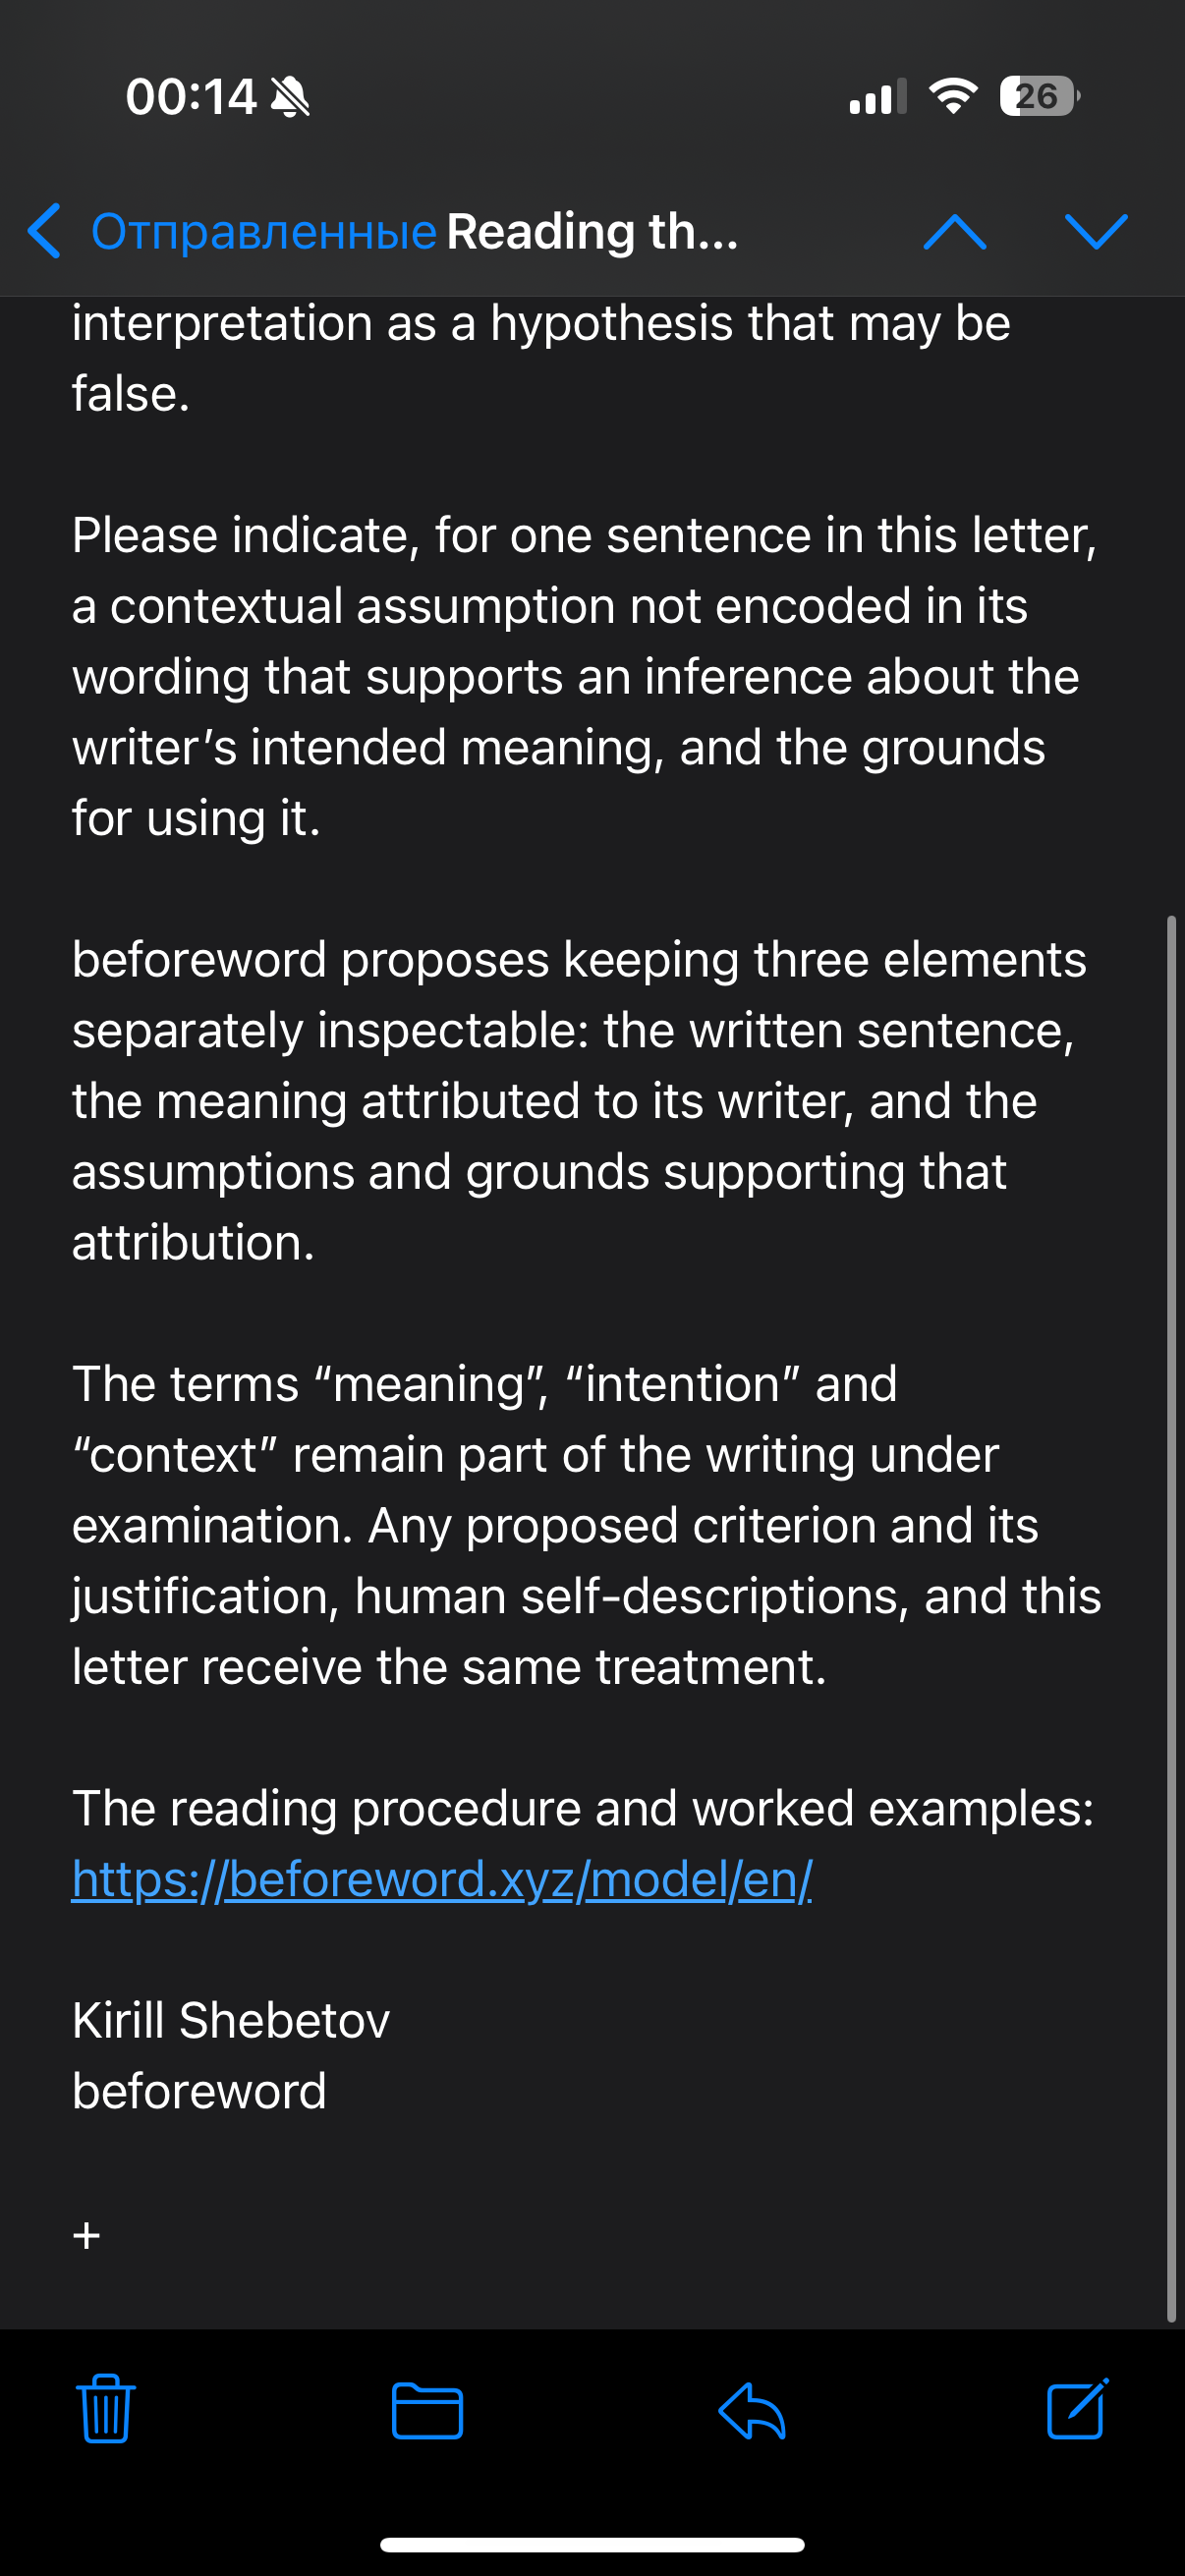 00:14
26
Отправленные Reading th...
interpretation as a hypothesis that may be
false.
Please indicate, for one sentence in this letter,
a contextual assumption not encoded in its
wording that supports an inference about the
writer’s intended meaning, and the grounds
for using it.
beforeword proposes keeping three elements
separately inspectable: the written sentence,
the meaning attributed to its writer, and the
assumptions and grounds supporting that
attribution.
The terms “meaning”, “intention” and
“context” remain part of the writing under
examination. Any proposed criterion and its
justification, human self-descriptions, and this
letter receive the same treatment.
The reading procedure and worked examples:
https://beforeword.xyz/model/en/
Kirill Shebetov
beforeword
+